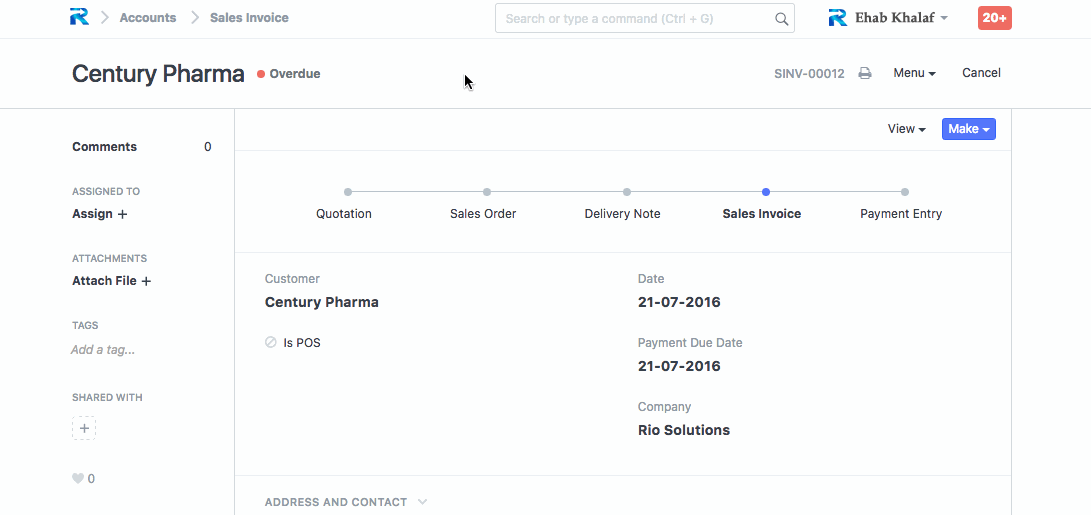 Accounts
Sales Invoice
Search or type a command (Ctrl + G)
Ehab Khalaf
20+
Century Pharma
Overdue
SINV-00012
Menu
Cancel
Comments
0
ASSIGNED TO
Assign +
ATTACHMENTS
Attach File +
TAGS
Add a tag...
SHARED WITH
+
0
View
Make
Quotation
Sales Order
Delivery Note
Sales Invoice
Payment Entry
Customer
Century Pharma
Is POS
Date
21-07-2016
Payment Due Date
21-07-2016
Company
Rio Solutions
ADDRESS AND CONTACT